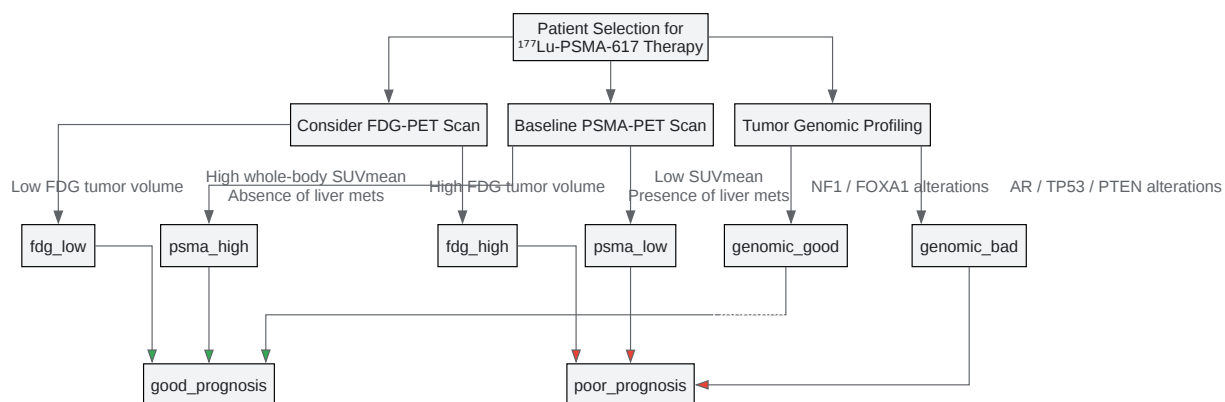 Patient Selection for
¹⁷⁷Lu-PSMA-617 Therapy
Consider FDG-PET Scan
Baseline PSMA-PET Scan
Tumor Genomic Profiling
Low FDG tumor volume
High whole-body SUVmean
Absence of liver mets
High FDG tumor volume
Low SUVmean
Presence of liver mets
NF1 / FOXA1 alterations
AR / TP53 / PTEN alterations
fdg_low
psma_high
fdg_high
psma_low
genomic_good
genomic_bad
good_prognosis
poor_prognosis